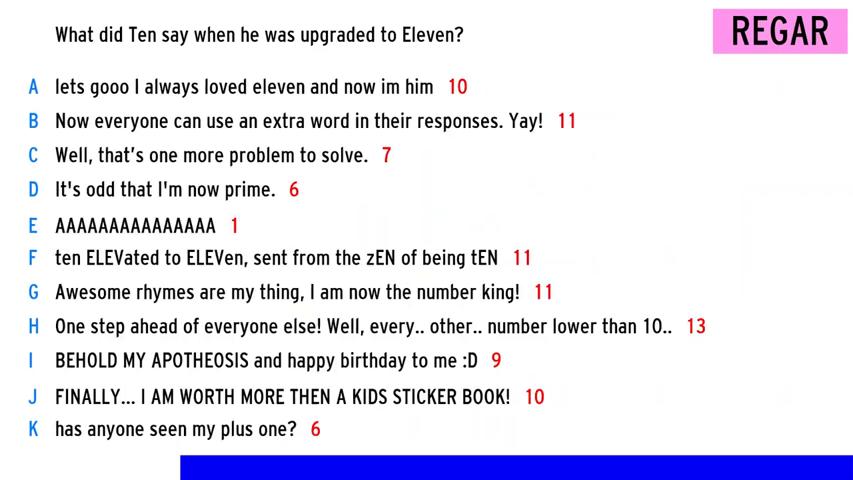 What did Ten say when he was upgraded to Eleven?
REGAR
A lets gooo I always loved eleven and now im him 10
B Now everyone can use an extra word in their responses. Yay! 11
C Well, that's one more problem to solve. 7
D It's odd that I'm now prime. 6
E AAAAAAAAAAAAAAA 1
F ten ELEVated to ELEVen, sent from the zEN of being tEN 11
G Awesome rhymes are my thing, I am now the number king! 11
H One step ahead of everyone else! Well, every.. other.. number lower than 10.. 13
I BEHOLD MY APOTHEOSIS and happy birthday to me :D 9
J FINALLY... I AM WORTH MORE THEN A KIDS STICKER BOOK! 10
K has anyone seen my plus one? 6